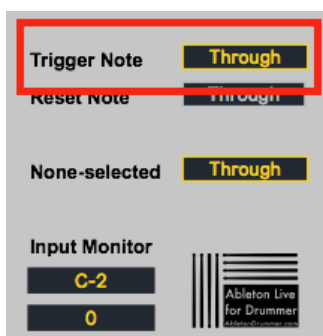 Trigger Note Through
Reset Note Through
None-selected Through
Input Monitor
C-2
0
Ableton Live
for Drummer
AbletonDrummer.com